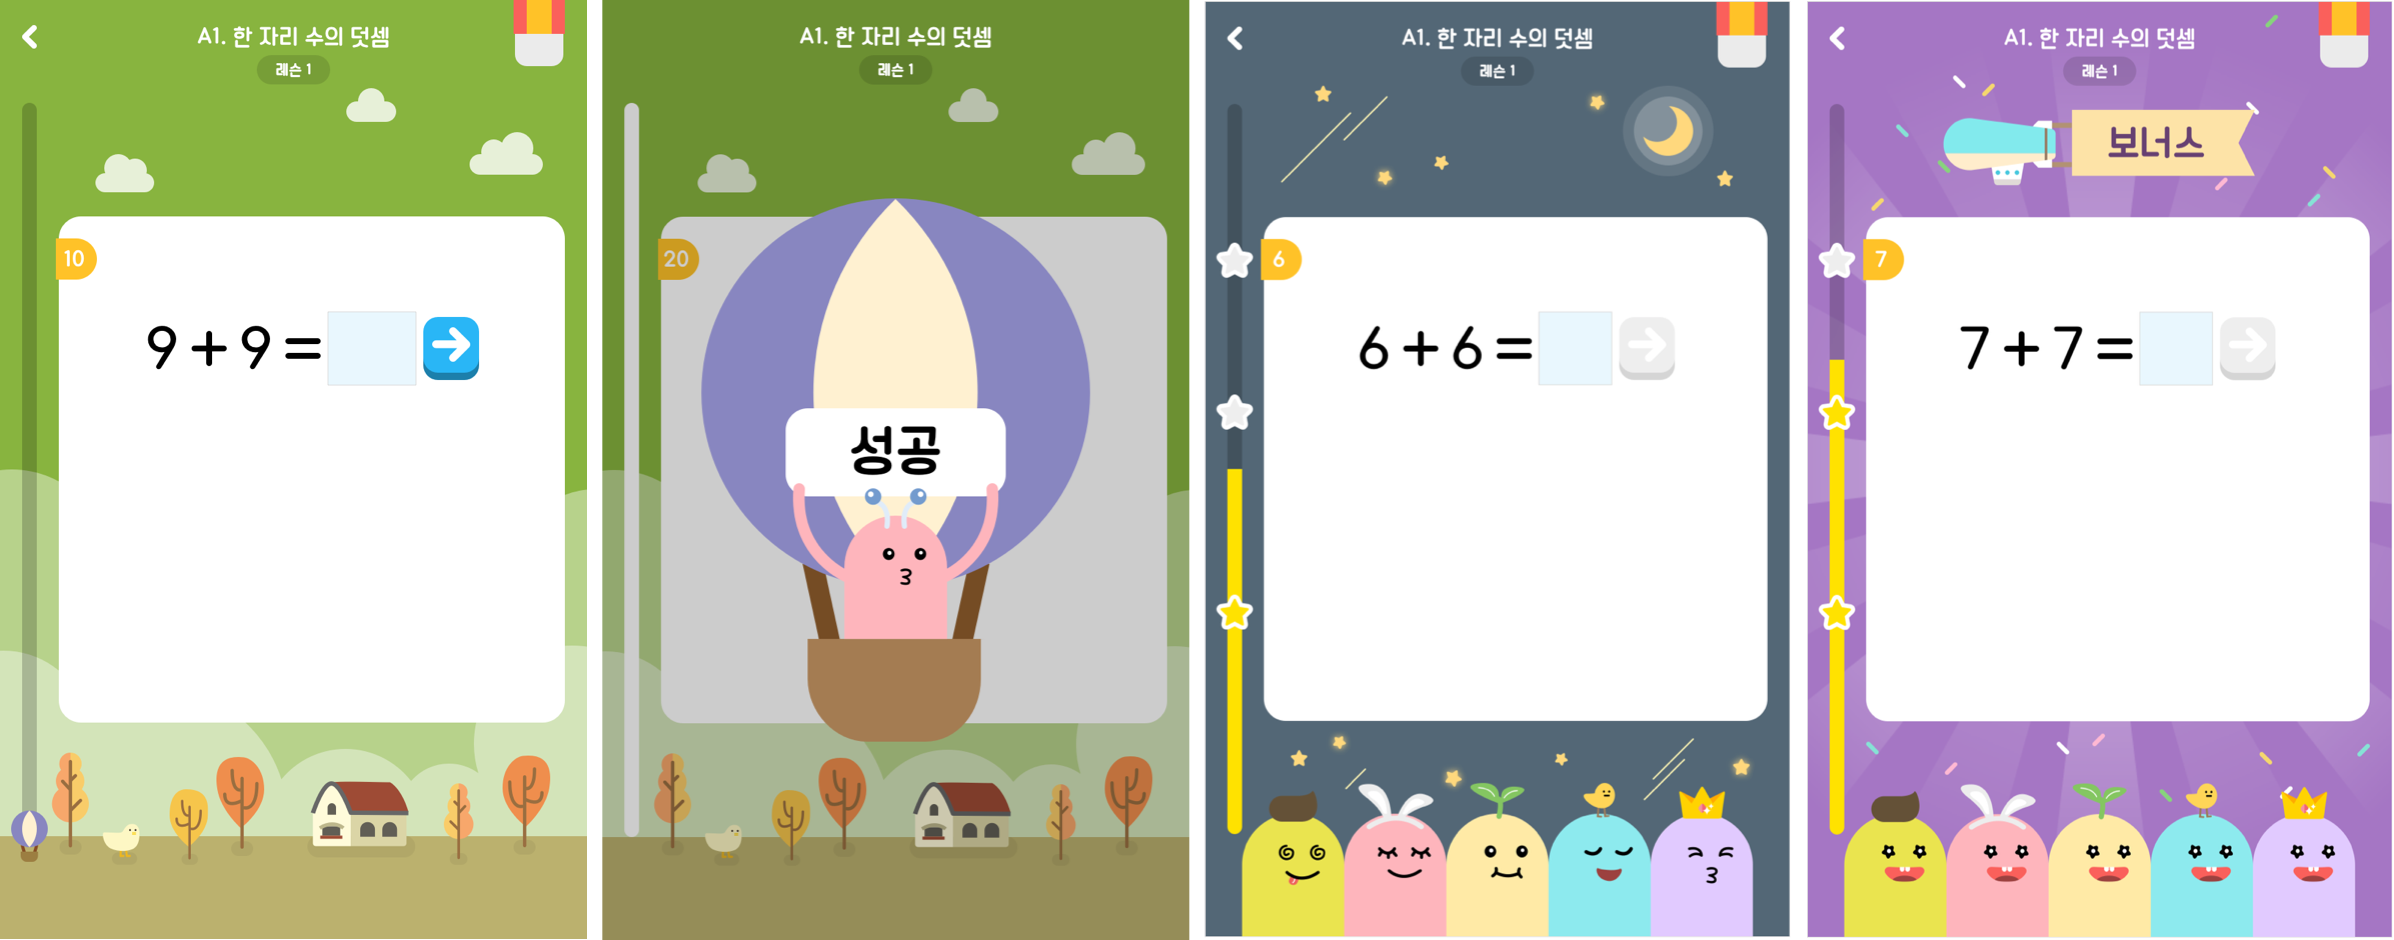 A1. 한 자리 수의 덧셈
레슨 1
10
9+9=
A1. 한 자리 수의 덧셈
레슨 1
20
성공
A1. 한 자리 수의 덧셈
레슨 1
6
6+6=
A1. 한 자리 수의 덧셈
레슨 1
보너스
7
7+7=